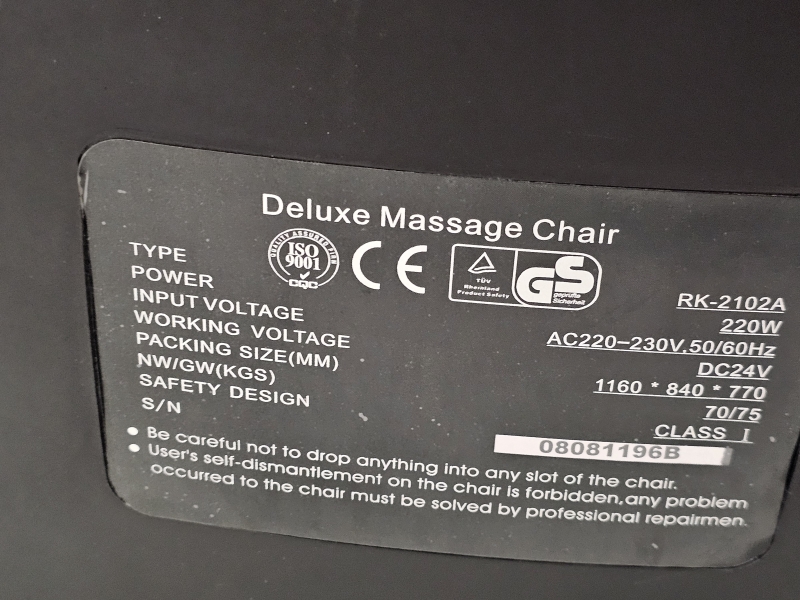 Deluxe Massage Chair
QUALITY ASSURED FIRM
ISO
9001
CQC
CE
TÜV
Rheinland
Product Safety
GS
geprüfte
Sicherheit
TYPE RK-2102A
POWER 220W
INPUT VOLTAGE AC220-230V,50/60Hz
WORKING VOLTAGE DC24V
PACKING SIZE(MM) 1160 * 840 * 770
NW/GW(KGS) 70/75
SAFETY DESIGN CLASS I
S/N 08081196B
• Be careful not to drop anything into any slot of the chair.
• User's self-dismantlement on the chair is forbidden,any problem
occurred to the chair must be solved by professional repairmen.